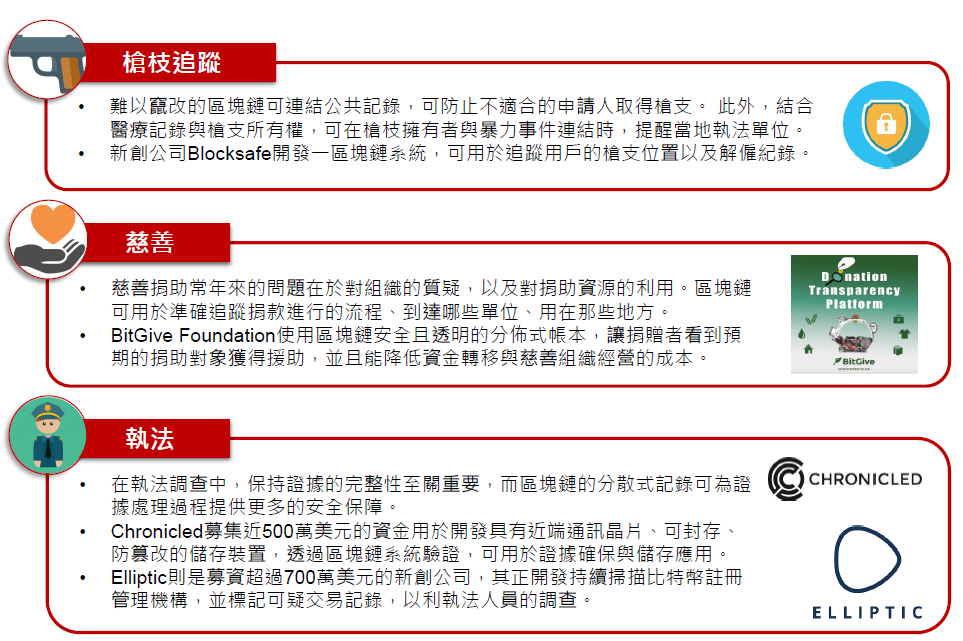 槍枝追蹤
• 難以竄改的區塊鏈可連結公共記錄，可防止不適合的申請人取得槍支。 此外，結合
醫療記錄與槍支所有權，可在槍枝擁有者與暴力事件連結時，提醒當地執法單位。
• 新創公司Blocksafe開發一區塊鏈系統，可用於追蹤用戶的槍支位置以及解僱紀錄。
慈善
• 慈善捐助常年來的問題在於對組織的質疑，以及對捐助資源的利用。區塊鏈
可用於準確追蹤捐款進行的流程、到達哪些單位、用在那些地方。
• BitGive Foundation使用區塊鏈安全且透明的分佈式帳本，讓捐贈者看到預
期的捐助對象獲得援助，並且能降低資金轉移與慈善組織經營的成本。
Donation
Transparency
Platform
BitGive
執法
• 在執法調查中，保持證據的完整性至關重要，而區塊鏈的分散式記錄可為證
據處理過程提供更多的安全保障。
• Chronicled募集近500萬美元的資金用於開發具有近端通訊晶片、可封存、
防篡改的儲存裝置，透過區塊鏈系統驗證，可用於證據確保與儲存應用。
• Elliptic則是募資超過700萬美元的新創公司，其正開發持續掃描比特幣註冊
管理機構，並標記可疑交易記錄，以利執法人員的調查。
CHRONICLED
ELLIPTIC